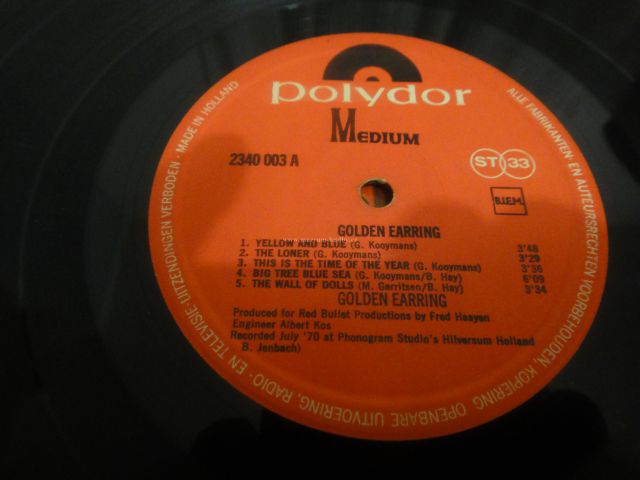 polydor
MEDIUM
2340 003 A
ST 33
B.I.E.M.
GOLDEN EARRING
1. YELLOW AND BLUE (G. Kooymans) 3'48
2. THE LONER (G. Kooymans) 3'29
3. THIS IS THE TIME OF THE YEAR (G. Kooymans) 3'36
4. BIG TREE BLUE SEA (G. Kooymans/B. Hay) 6'09
5. THE WALL OF DOLLS (M. Gerritsen/B. Hay) 3'34
GOLDEN EARRING
Produced for Red Bullet Productions by Fred Haayen
Engineer Albert Kos
Recorded July '70 at Phonogram Studio's Hilversum Holland
B. Jenbach)
ALLE FABRIKANTEN- EN AUTEURSRECHTEN VOORBEHOUDEN, KOPIERING, OPENBARE UITVOERING, RADIO- EN TELEVISIE UITZENDINGEN VERBODEN · MADE IN HOLLAND